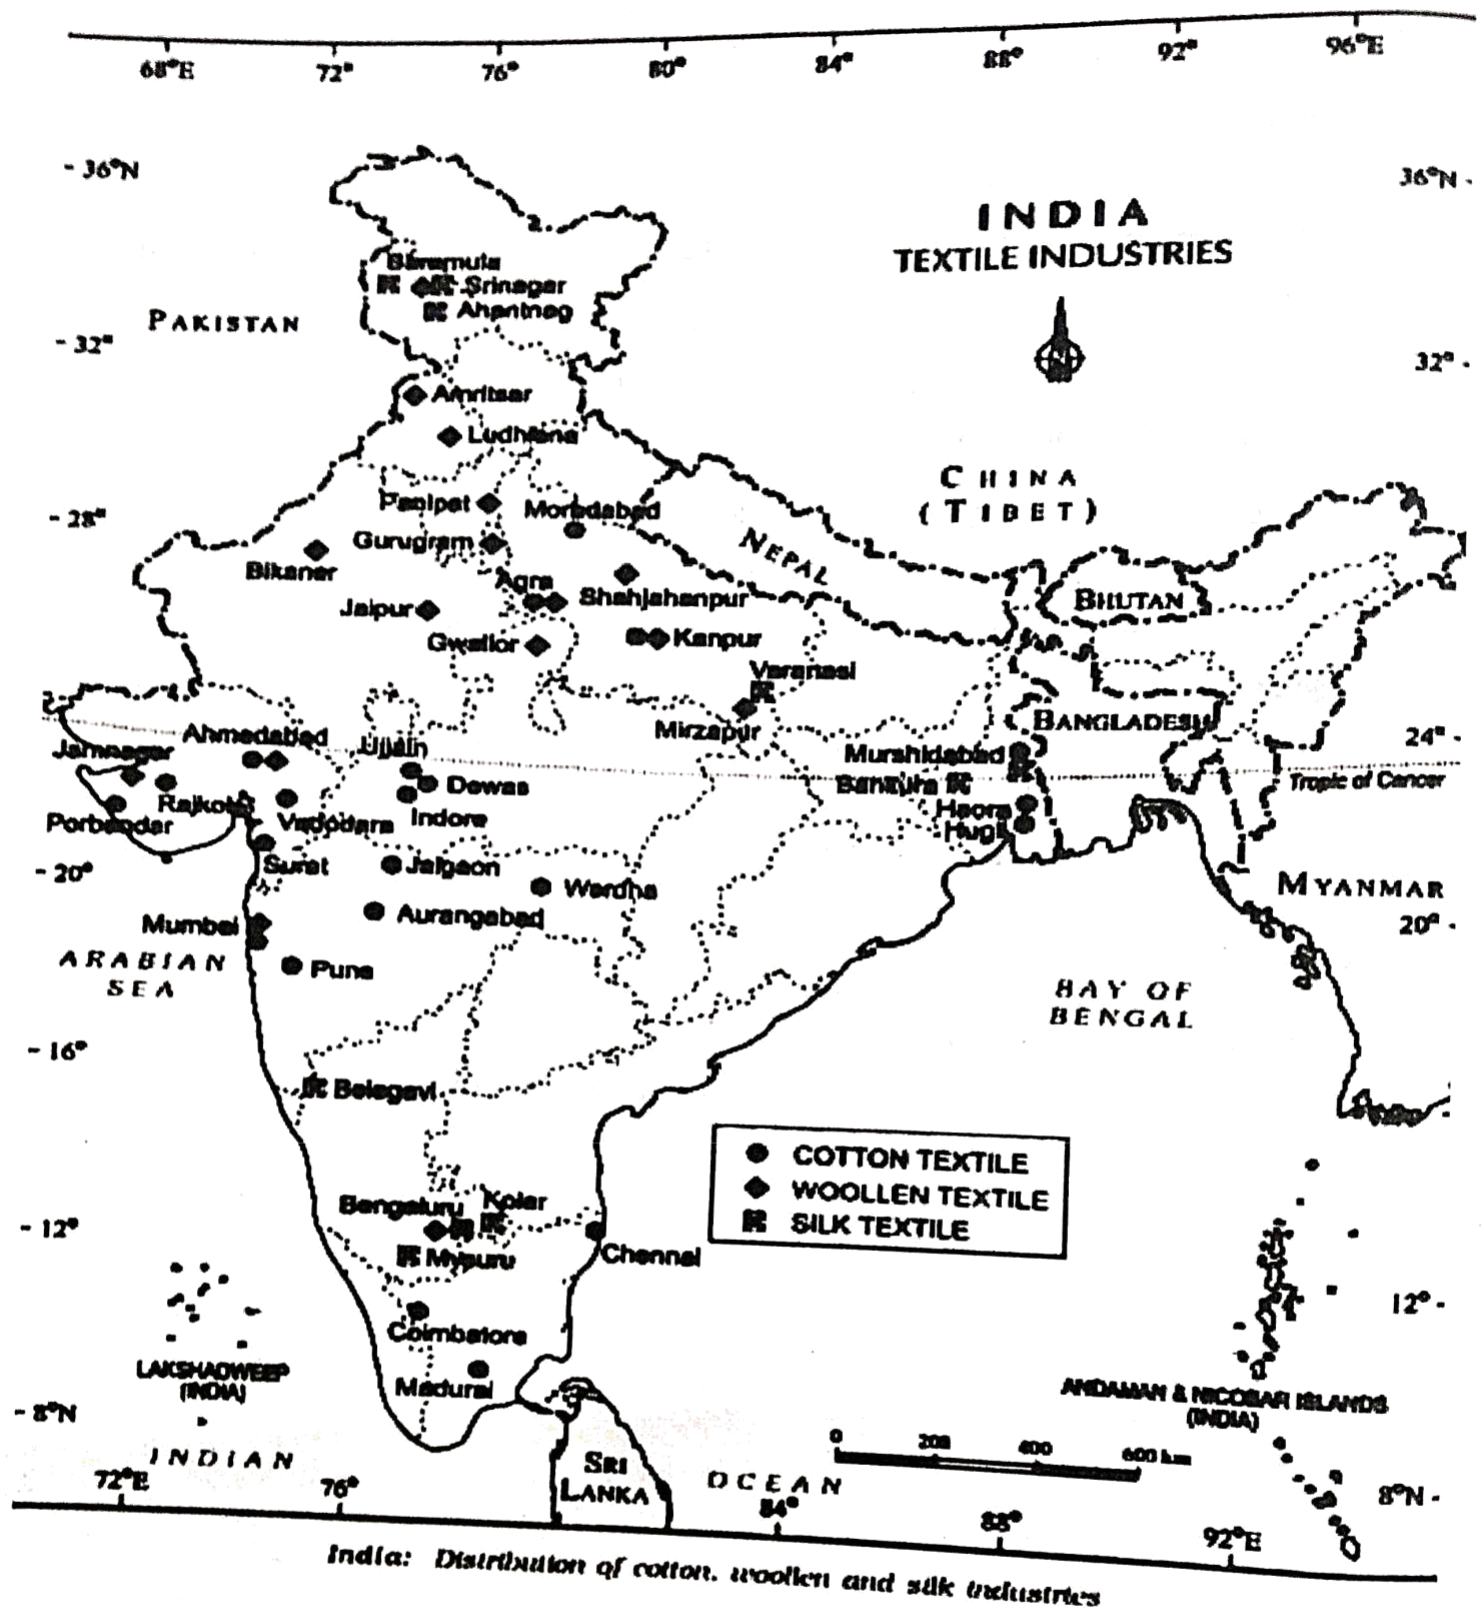 68°E 72° 76° 80° 84° 88° 92° 96°E
- 36°N
36°N -
INDIA
TEXTILE INDUSTRIES
Baramula
Srinagar
Anantnag
PAKISTAN
- 32°
32° -
Amritsar
Ludhiana
CHINA
(TIBET)
Panipat
Moradabad
- 28°
Gurugram
NEPAL
Bikaner
Agra
Shahjahanpur
BHUTAN
Jaipur
Gwalior
Kanpur
Varanasi
Mirzapur
BANGLADESH
24° -
Ahmedabad
Ujjain
Jamnagar
Murshidabad
Tropic of Cancer
Dewas
Bankura
Rajkot
Haora
Porbandar
Vadodara
Indore
Hugli
- 20°
Surat
Jalgaon
Wardha
MYANMAR
Aurangabad
20° -
Mumbai
ARABIAN
SEA
Pune
BAY OF
BENGAL
- 16°
Belagavi
COTTON TEXTILE
WOOLLEN TEXTILE
SILK TEXTILE
Bengaluru
Kolar
- 12°
Chennai
Mysuru
12° -
Coimbatore
LAKSHADWEEP
(INDIA)
Madurai
ANDAMAN & NICOBAR ISLANDS
(INDIA)
- 8°N
0 200 400 600 km
INDIAN
SRI
LANKA
OCEAN
8°N -
72°E 76° 84° 88° 92°E
India: Distribution of cotton, woollen and silk industries